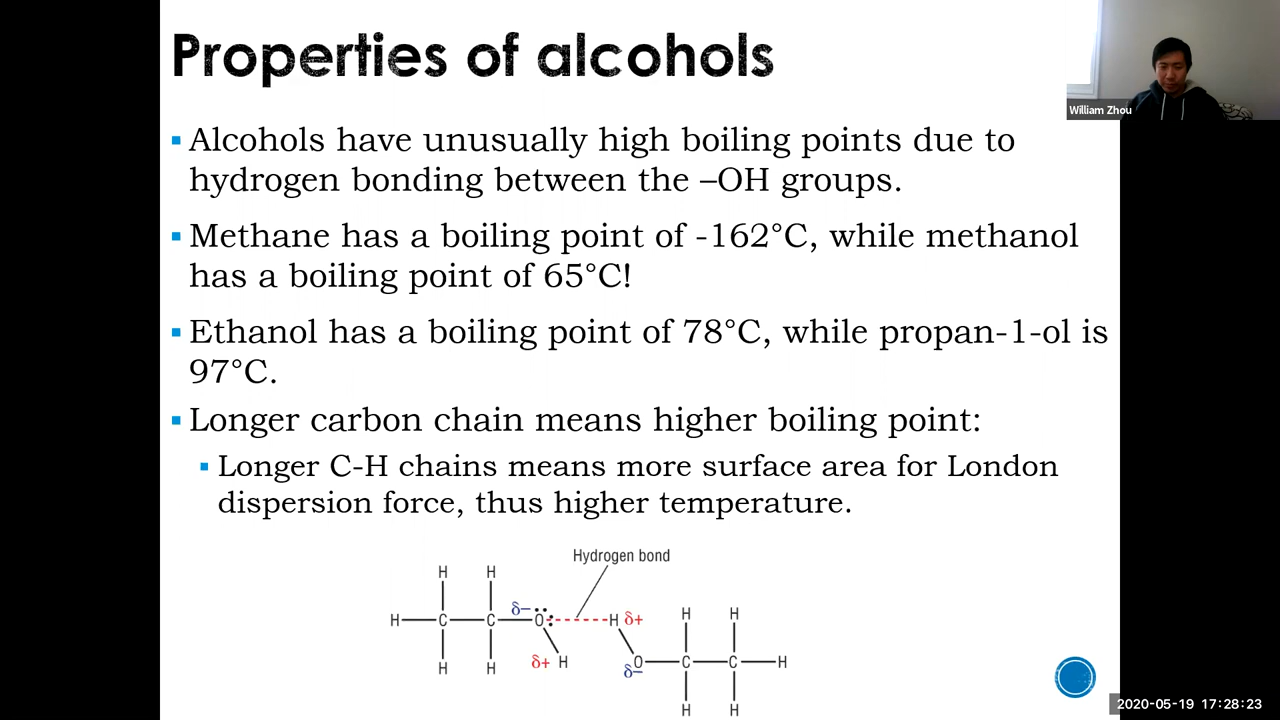 Properties of alcohols
William Zhou
Alcohols have unusually high boiling points due to
hydrogen bonding between the –OH groups.
Methane has a boiling point of -162°C, while methanol
has a boiling point of 65°C!
Ethanol has a boiling point of 78°C, while propan-1-ol is
97°C.
Longer carbon chain means higher boiling point:
Longer C-H chains means more surface area for London
dispersion force, thus higher temperature.
Hydrogen bond
H H
δ− H H
H C C O H δ+
δ+ H O C C H
H H δ−
H H
2020-05-19 17:28:23